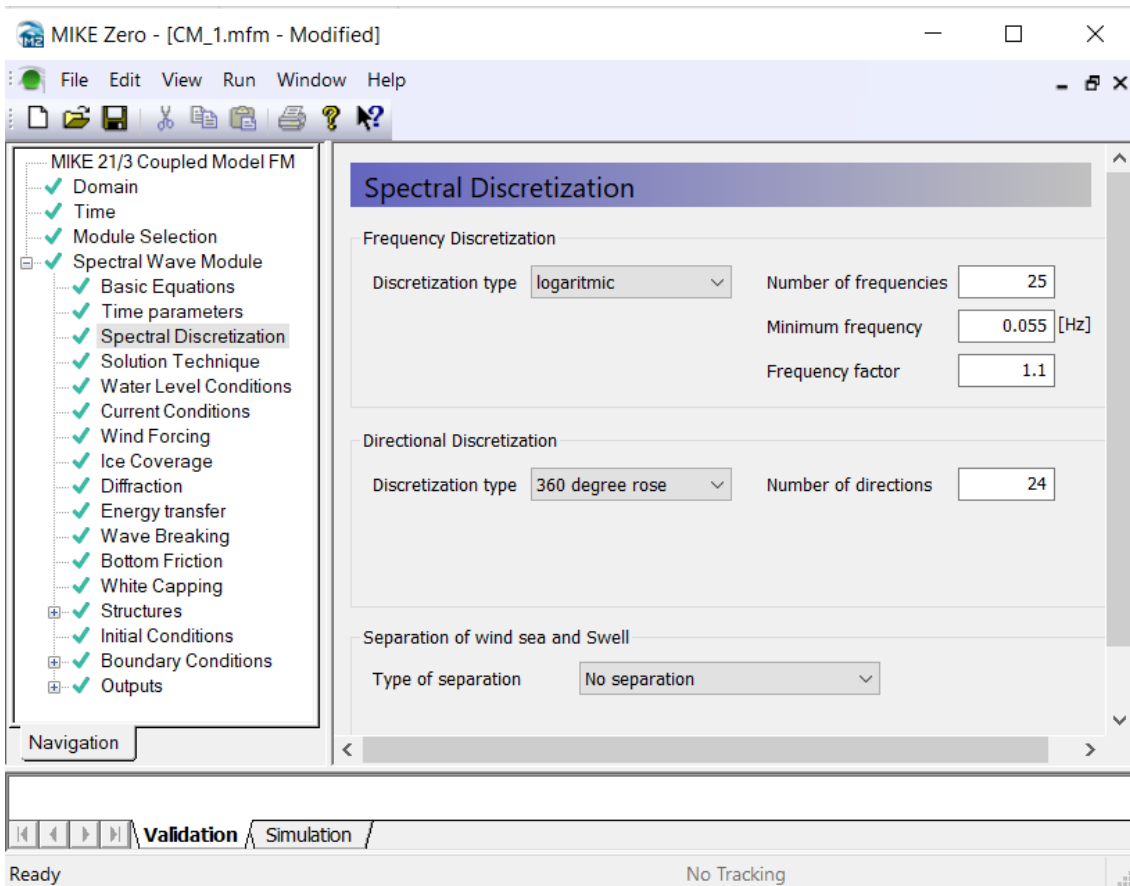 MIKE Zero - [CM_1.mfm - Modified]
File Edit View Run Window Help
MIKE 21/3 Coupled Model FM
Domain
Time
Module Selection
Spectral Wave Module
Basic Equations
Time parameters
Spectral Discretization
Solution Technique
Water Level Conditions
Current Conditions
Wind Forcing
Ice Coverage
Diffraction
Energy transfer
Wave Breaking
Bottom Friction
White Capping
Structures
Initial Conditions
Boundary Conditions
Outputs
Navigation
Spectral Discretization
Frequency Discretization
Discretization type logaritmic Number of frequencies 25
Minimum frequency 0.055 [Hz]
Frequency factor 1.1
Directional Discretization
Discretization type 360 degree rose Number of directions 24
Separation of wind sea and Swell
Type of separation No separation
Validation Simulation
Ready No Tracking